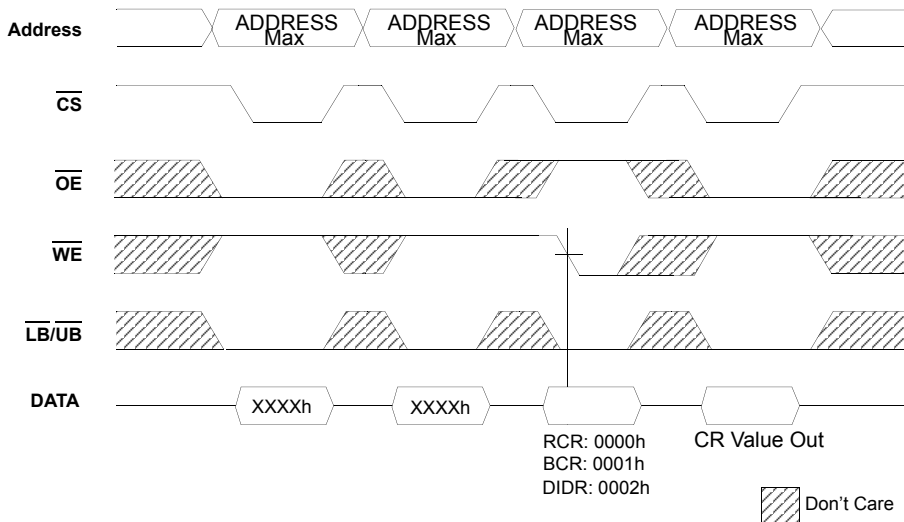 Address
ADDRESS Max
ADDRESS Max
ADDRESS Max
ADDRESS Max
CS
OE
WE
LB/UB
DATA
XXXXh
XXXXh
RCR: 0000h
BCR: 0001h
DIDR: 0002h
CR Value Out
Don't Care